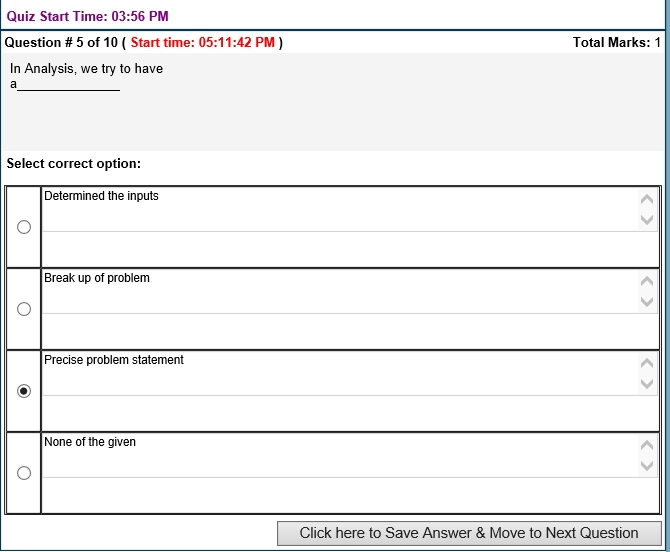 Quiz Start Time: 03:56 PM
Question # 5 of 10 ( Start time: 05:11:42 PM ) Total Marks: 1
In Analysis, we try to have
a_______________
Select correct option:
Determined the inputs
Break up of problem
Precise problem statement
None of the given
Click here to Save Answer & Move to Next Question